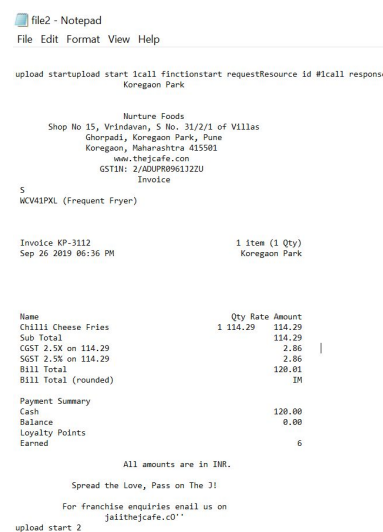 file2 - Notepad
File Edit Format View Help
upload startupload start 1call finctionstart requestResource id #1call response
Koregaon Park
Nurture Foods
Shop No 15, Vrindavan, S No. 31/2/1 of Villas
Ghorpadi, Koregaon Park, Pune
Koregaon, Maharashtra 415501
www.thejcafe.con
GST1N: 2/ADUPR0961J2ZU
Invoice
S
WCV41PXL (Frequent Fryer)
Invoice KP-3112 1 item (1 Qty)
Sep 26 2019 06:36 PM Koregaon Park
Name Qty Rate Amount
Chilli Cheese Fries 1 114.29 114.29
Sub Total 114.29
CGST 2.5X on 114.29 2.86
SGST 2.5% on 114.29 2.86
Bill Total 120.01
Bill Total (rounded) IM
Payment Summary
Cash 120.00
Balance 0.00
Loyalty Points
Earned 6
All amounts are in INR.
Spread the Love, Pass on The J!
For franchise enquiries enail us on
jaiithejcafe.cO''
upload start 2